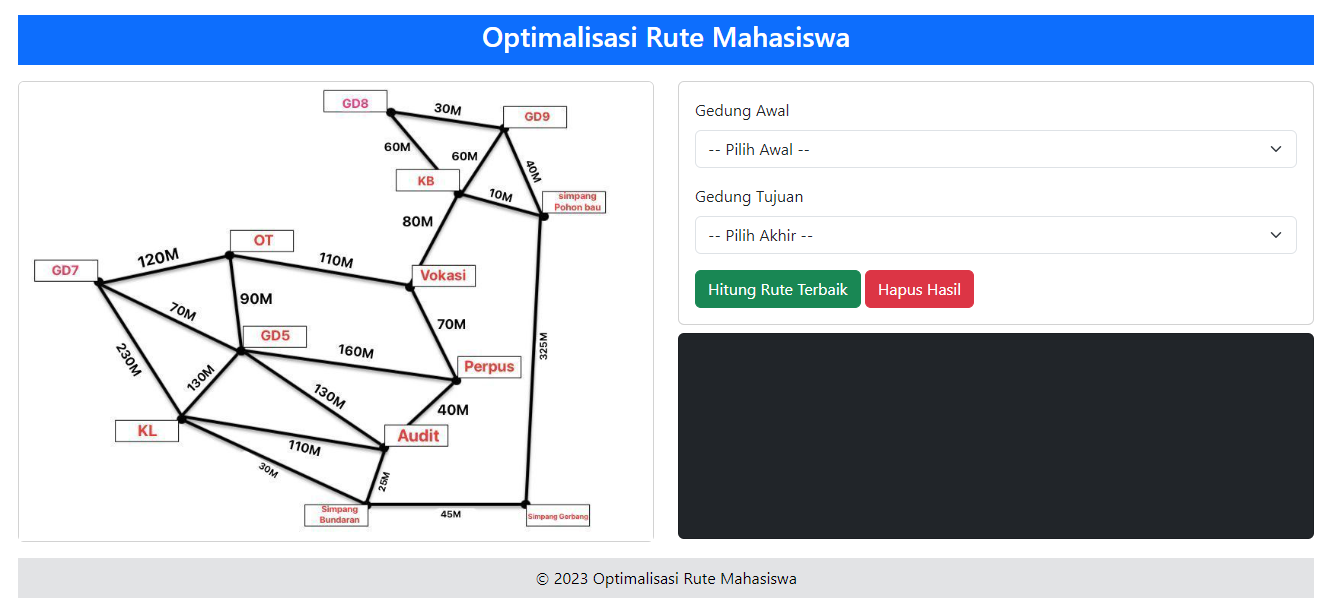 Optimalisasi Rute Mahasiswa
GD8
30M
GD9
60M
60M
40M
KB
10M
simpang
Pohon bau
80M
OT
120M
110M
GD7
Vokasi
90M
70M
GD5
70M
160M
325M
230M
130M
130M
Perpus
40M
KL
Audit
110M
30M
25M
Simpang
Bundaran
45M
Simpang Gerbang
Gedung Awal
-- Pilih Awal --
Gedung Tujuan
-- Pilih Akhir --
Hitung Rute Terbaik
Hapus Hasil
© 2023 Optimalisasi Rute Mahasiswa